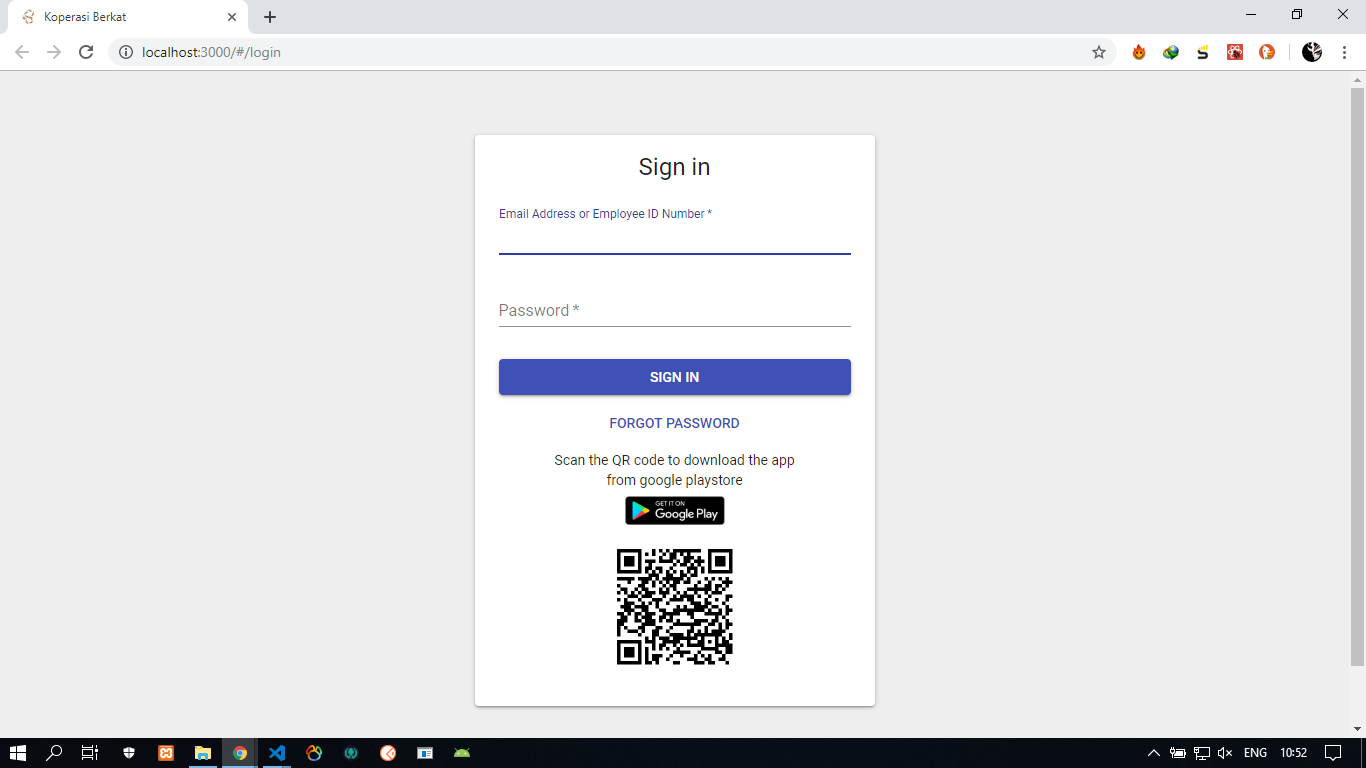 Koperasi Berkat
localhost:3000/#/login
Sign in
Email Address or Employee ID Number *
Password *
SIGN IN
FORGOT PASSWORD
Scan the QR code to download the app
from google playstore
GET IT ON
Google Play
ENG
10:52